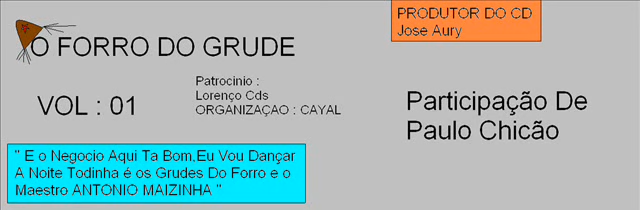 PRODUTOR DO CD
Jose Aury
O FORRO DO GRUDE
Patrocinio :
Lorenço Cds
ORGANIZAÇAO : CAYAL
VOL : 01
Participação De
Paulo Chicão
" E o Negocio Aqui Ta Bom,Eu Vou Dançar
A Noite Todinha é os Grudes Do Forro e o
Maestro ANTONIO MAIZINHA "